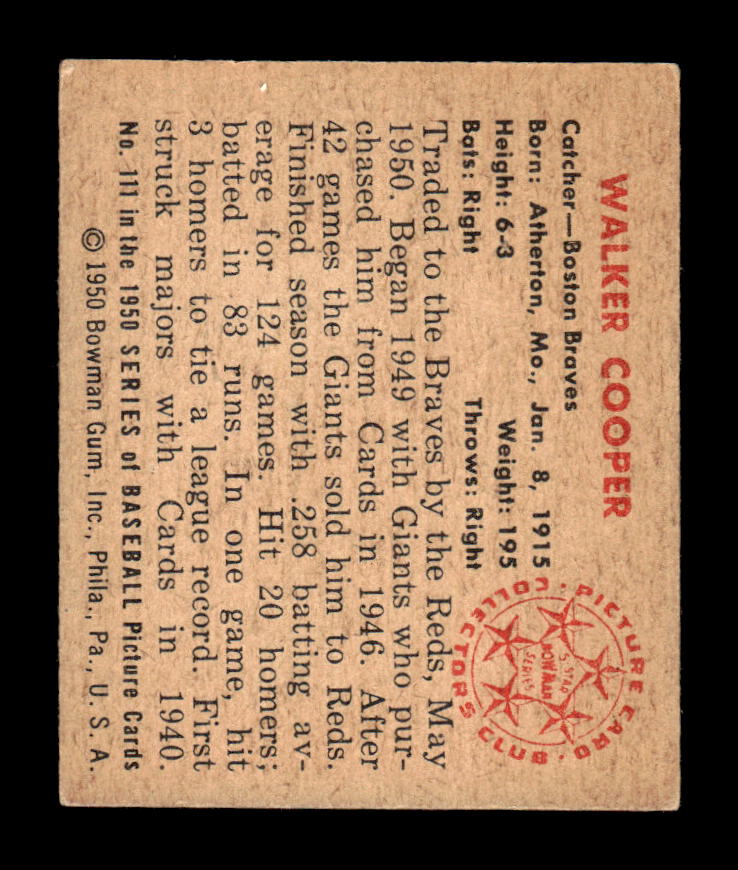 WALKER COOPER
Catcher—Boston Braves
Born: Atherton, Mo., Jan. 8, 1915
Height: 6-3 Weight: 195
Bats: Right Throws: Right
PICTURE CARD COLLECTORS CLUB
5-STAR
BOWMAN
SERIES
Traded to the Braves by the Reds, May
1950. Began 1949 with Giants who pur-
chased him from Cards in 1946. After
42 games the Giants sold him to Reds.
Finished season with .258 batting av-
erage for 124 games. Hit 20 homers;
batted in 83 runs. In one game, hit
3 homers to tie a league record. First
struck majors with Cards in 1940.
No. 111 in the 1950 SERIES of BASEBALL Picture Cards
© 1950 Bowman Gum, Inc., Phila., Pa., U. S. A.